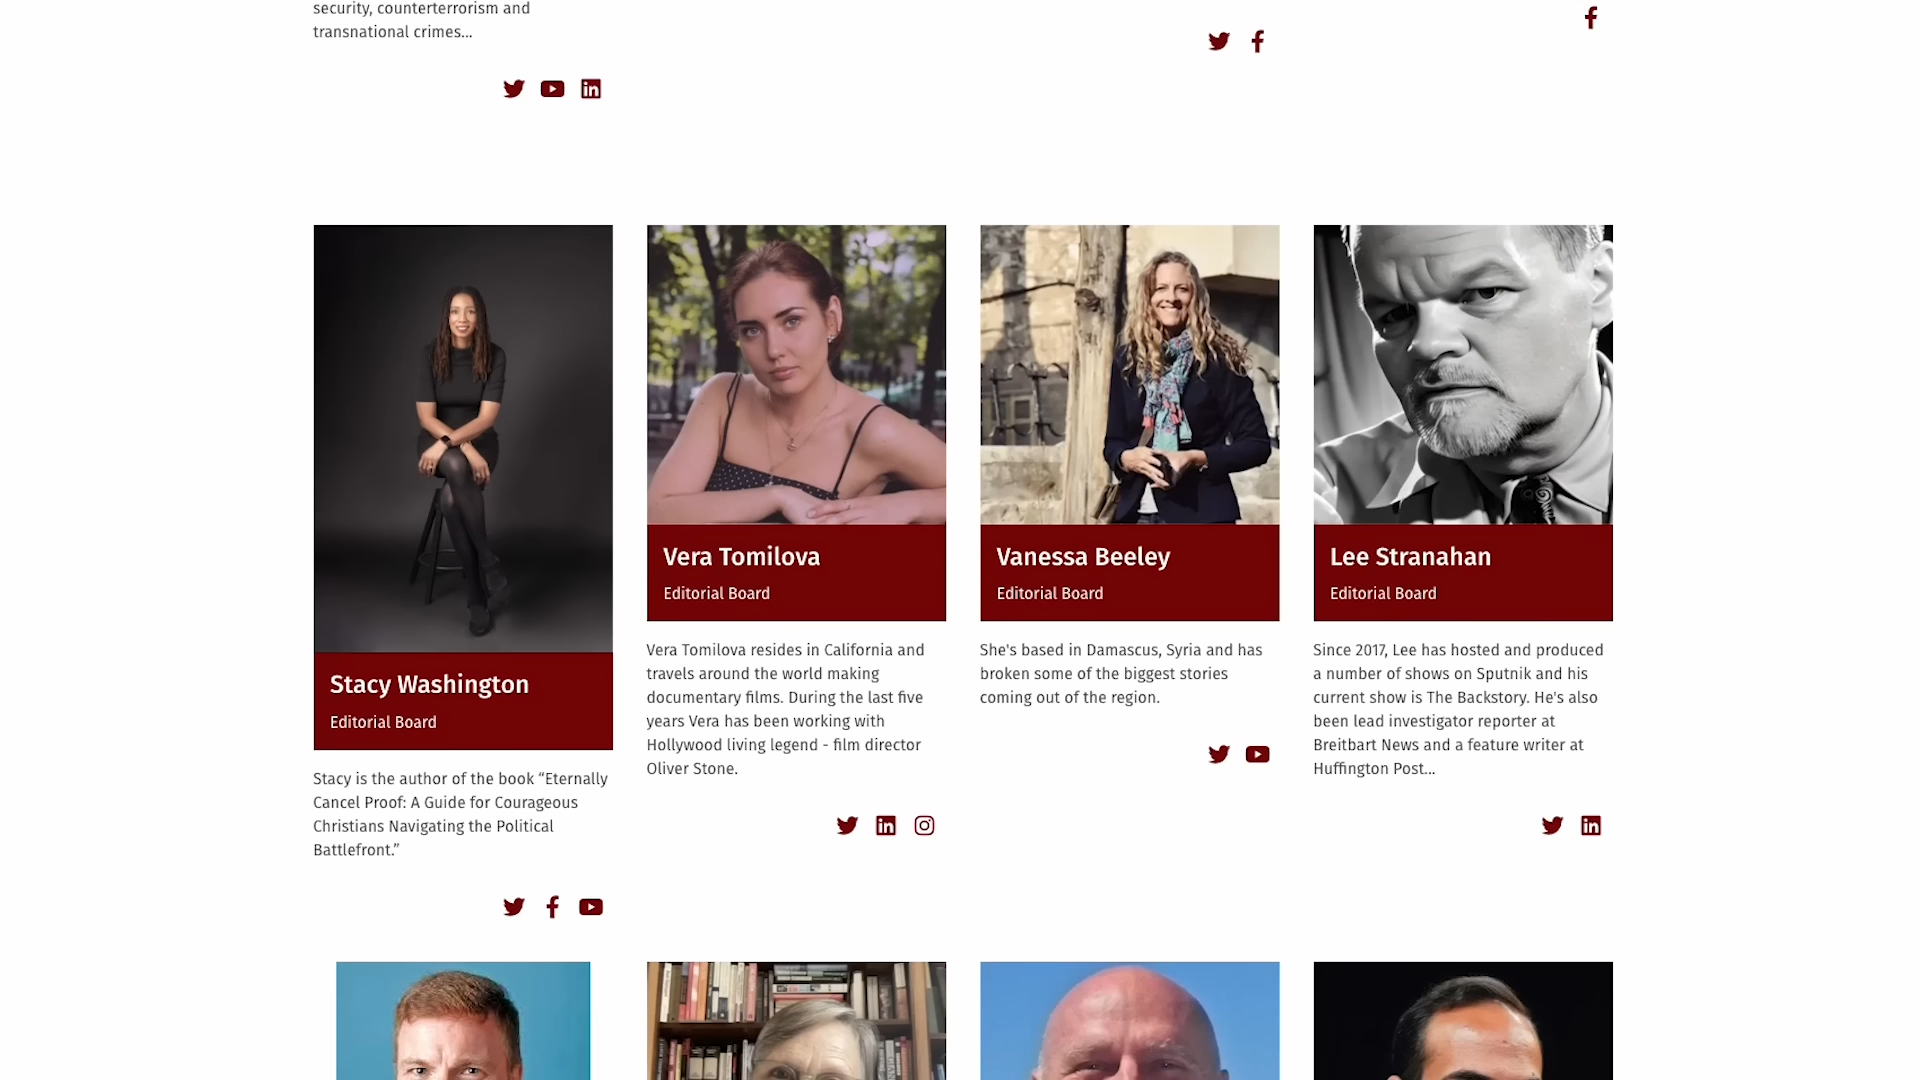 security, counterterrorism and
transnational crimes...
Stacy Washington
Editorial Board
Stacy is the author of the book “Eternally
Cancel Proof: A Guide for Courageous
Christians Navigating the Political
Battlefront.”
Vera Tomilova
Editorial Board
Vera Tomilova resides in California and
travels around the world making
documentary films. During the last five
years Vera has been working with
Hollywood living legend - film director
Oliver Stone.
Vanessa Beeley
Editorial Board
She's based in Damascus, Syria and has
broken some of the biggest stories
coming out of the region.
Lee Stranahan
Editorial Board
Since 2017, Lee has hosted and produced
a number of shows on Sputnik and his
current show is The Backstory. He's also
been lead investigator reporter at
Breitbart News and a feature writer at
Huffington Post...